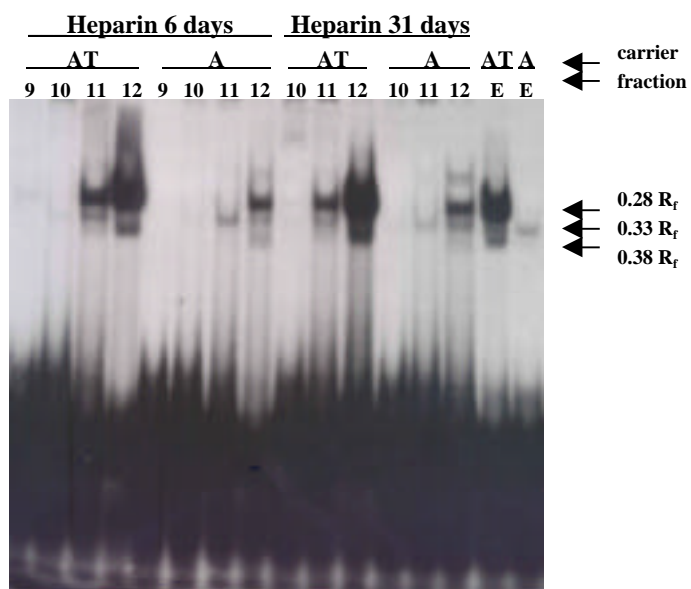 Heparin 6 days Heparin 31 days
AT A AT A AT A carrier
9 10 11 12 9 10 11 12 10 11 12 10 11 12 E E fraction
0.28 Rf
0.33 Rf
0.38 Rf